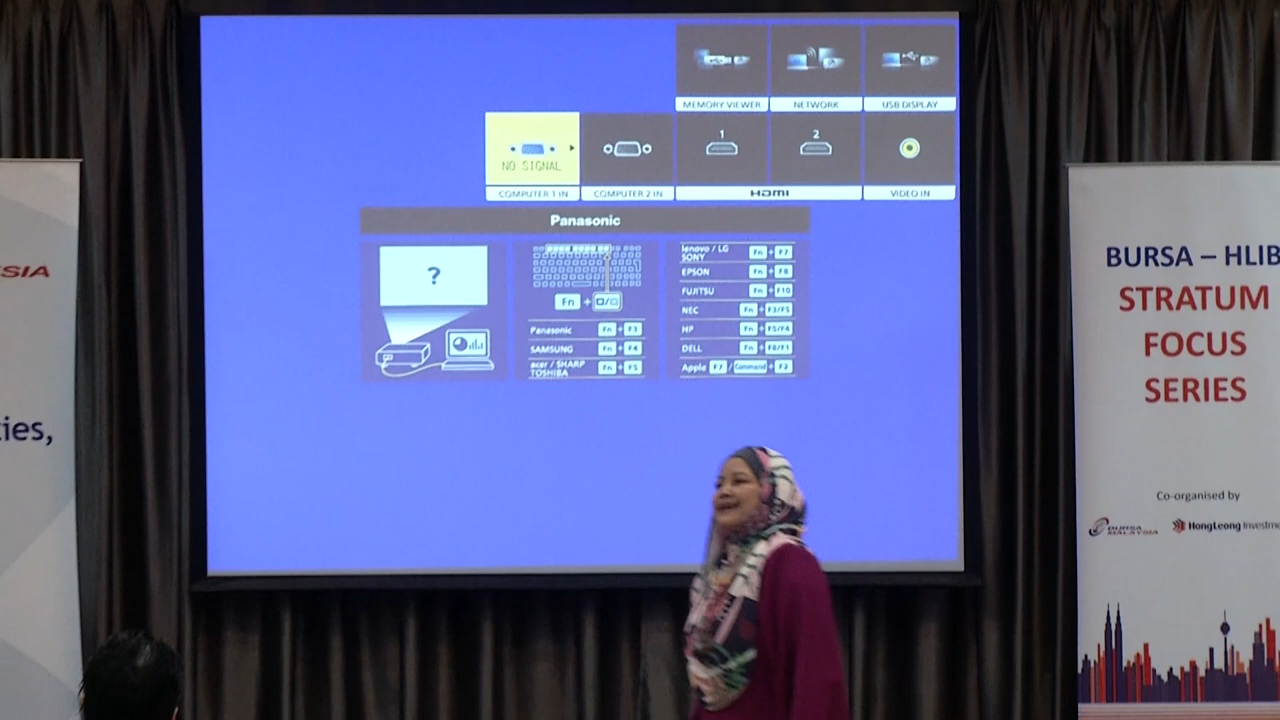 MEMORY VIEWER
NETWORK
USB DISPLAY
NO SIGNAL
1
2
COMPUTER 1 IN
COMPUTER 2 IN
HDMI
VIDEO IN
Panasonic
?
Fn + 
Panasonic Fn + F3
SAMSUNG Fn + F4
acer / SHARP
TOSHIBA Fn + F5
lenovo / LG
SONY Fn + F7
EPSON Fn + F8
FUJITSU Fn + F10
NEC Fn + F3/F5
HP Fn + F5/F4
DELL Fn + F8/F1
Apple F7 / Command + F2
SIA
ies,
BURSA – HLIB
STRATUM
FOCUS
SERIES
Co-organised by
BURSA
MALAYSIA
HongLeong Investme